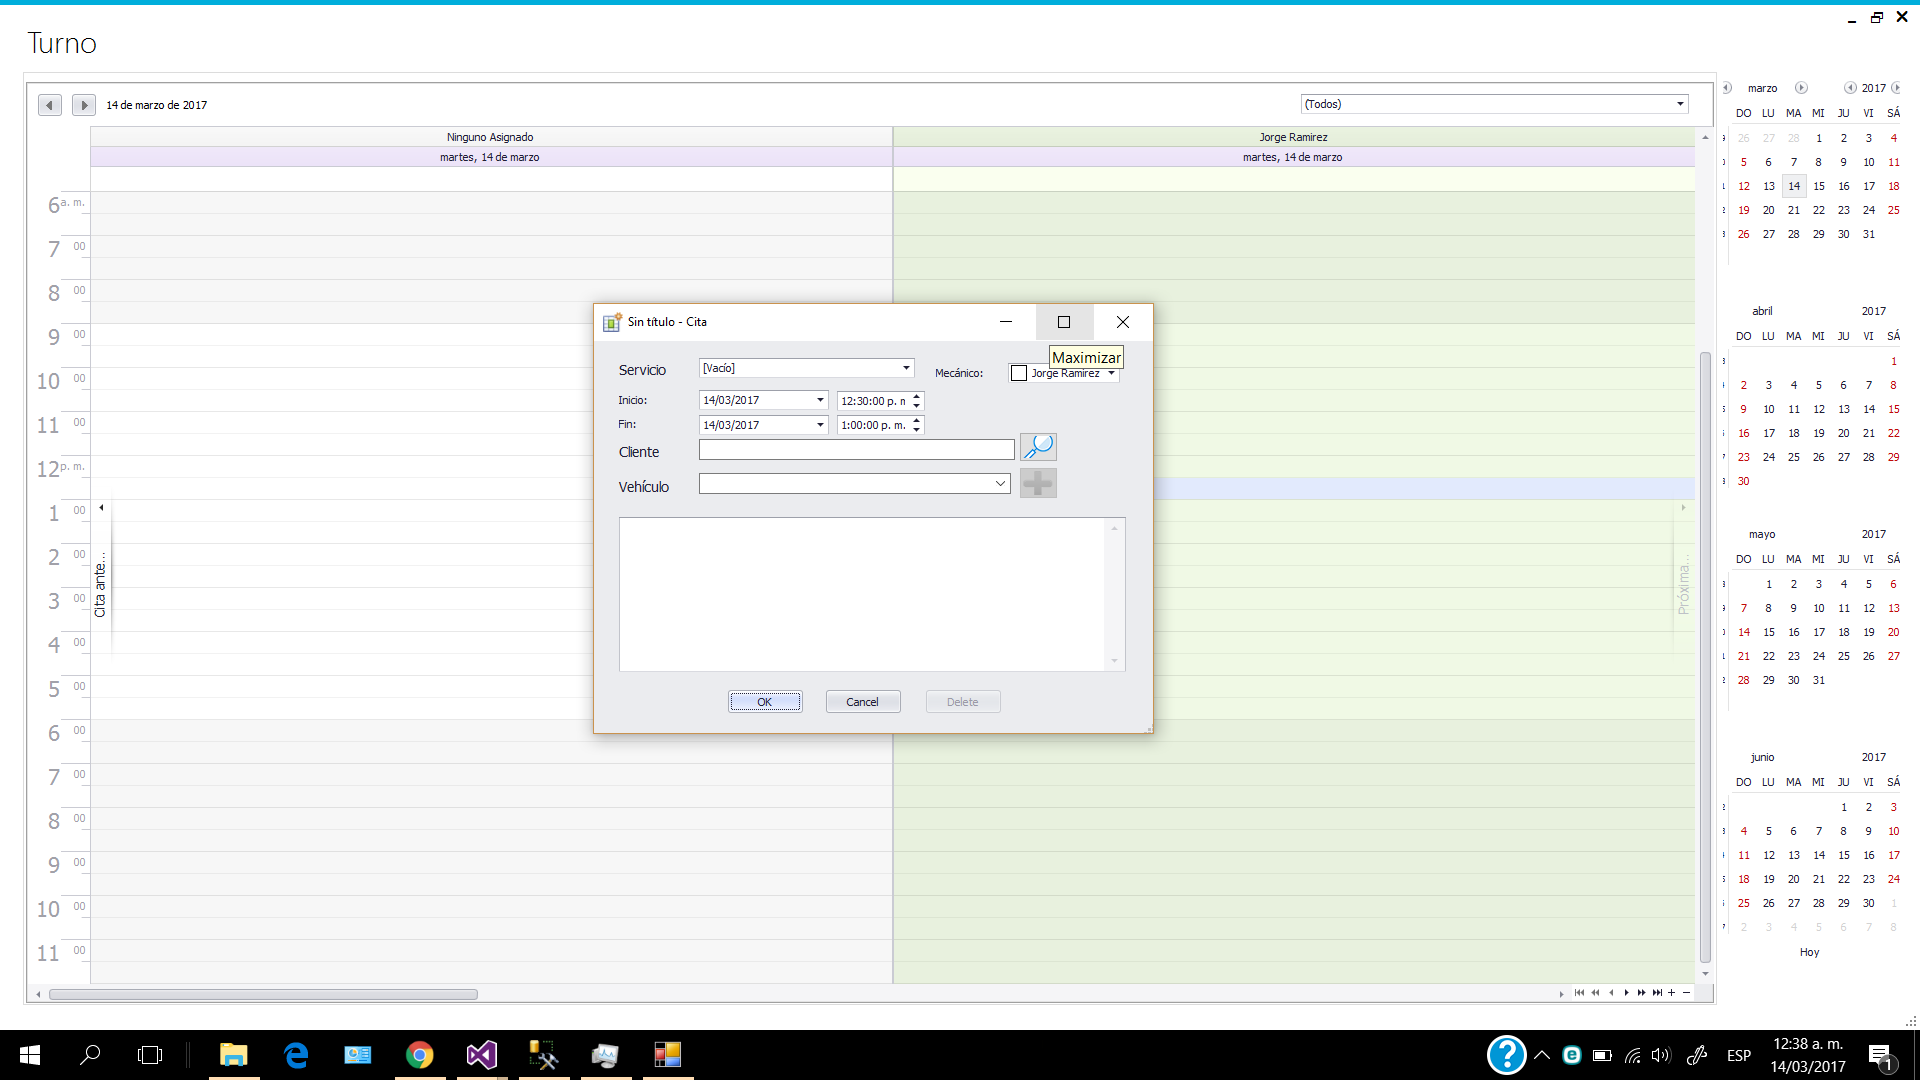 Turno
14 de marzo de 2017
(Todos)
Ninguno Asignado
Jorge Ramirez
martes, 14 de marzo
martes, 14 de marzo
6 a. m.
7 00
8 00
9 00
10 00
11 00
12 p. m.
1 00
2 00
3 00
4 00
5 00
6 00
7 00
8 00
9 00
10 00
11 00
Cita ante...
Próxima...
Sin título - Cita
Maximizar
Servicio
[Vacío]
Mecánico:
Jorge Ramirez
Inicio:
14/03/2017
12:30:00 p. n
Fin:
14/03/2017
1:00:00 p. m.
Cliente
Vehículo
OK
Cancel
Delete
marzo 2017
DO LU MA MI JU VI SÁ
26 27 28 1 2 3 4
5 6 7 8 9 10 11
12 13 14 15 16 17 18
19 20 21 22 23 24 25
26 27 28 29 30 31
abril 2017
DO LU MA MI JU VI SÁ
1
2 3 4 5 6 7 8
9 10 11 12 13 14 15
16 17 18 19 20 21 22
23 24 25 26 27 28 29
30
mayo 2017
DO LU MA MI JU VI SÁ
1 2 3 4 5 6
7 8 9 10 11 12 13
14 15 16 17 18 19 20
21 22 23 24 25 26 27
28 29 30 31
junio 2017
DO LU MA MI JU VI SÁ
1 2 3
4 5 6 7 8 9 10
11 12 13 14 15 16 17
18 19 20 21 22 23 24
25 26 27 28 29 30 1
2 3 4 5 6 7 8
Hoy
ESP
12:38 a. m.
14/03/2017
1